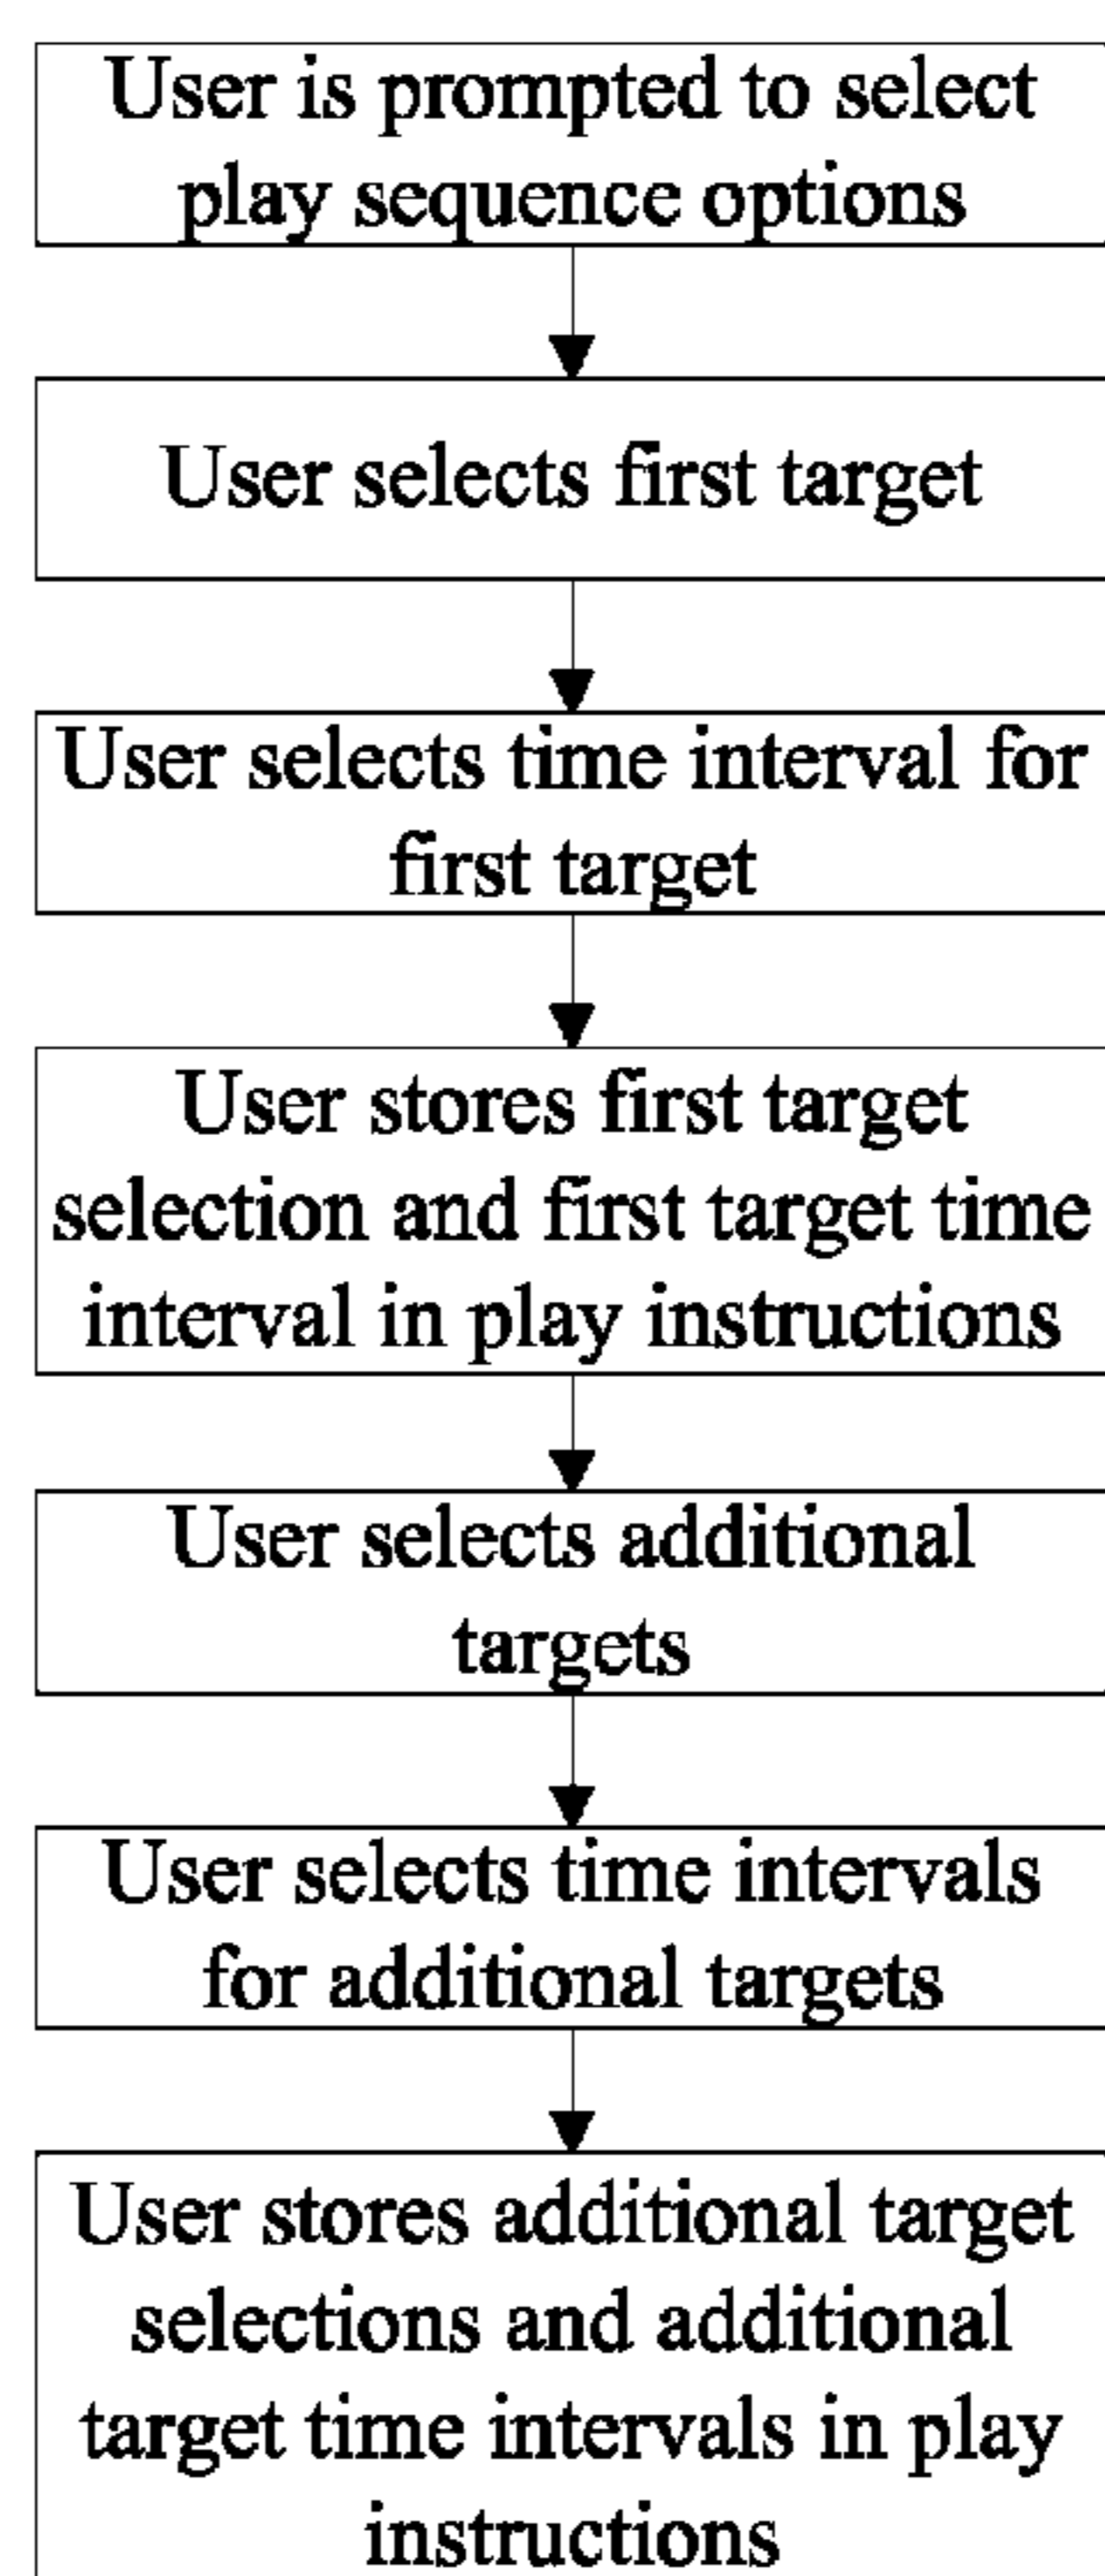 User is prompted to select
play sequence options
User selects first target
User selects time interval for
first target
User stores first target
selection and first target time
interval in play instructions
User selects additional
targets
User selects time intervals
for additional targets
User stores additional target
selections and additional
target time intervals in play
instructions